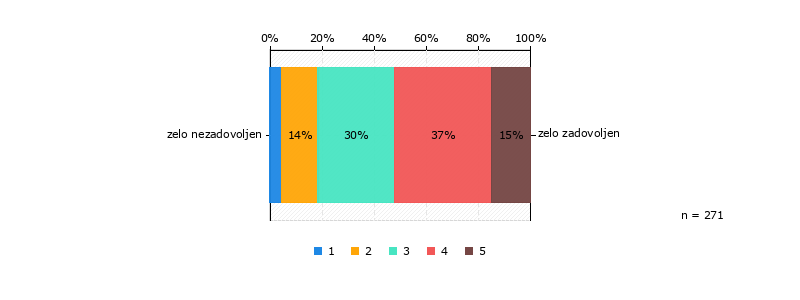 0% 20% 40% 60% 80% 100%
zelo nezadovoljen 14% 30% 37% 15% zelo zadovoljen
n = 271
1 2 3 4 5